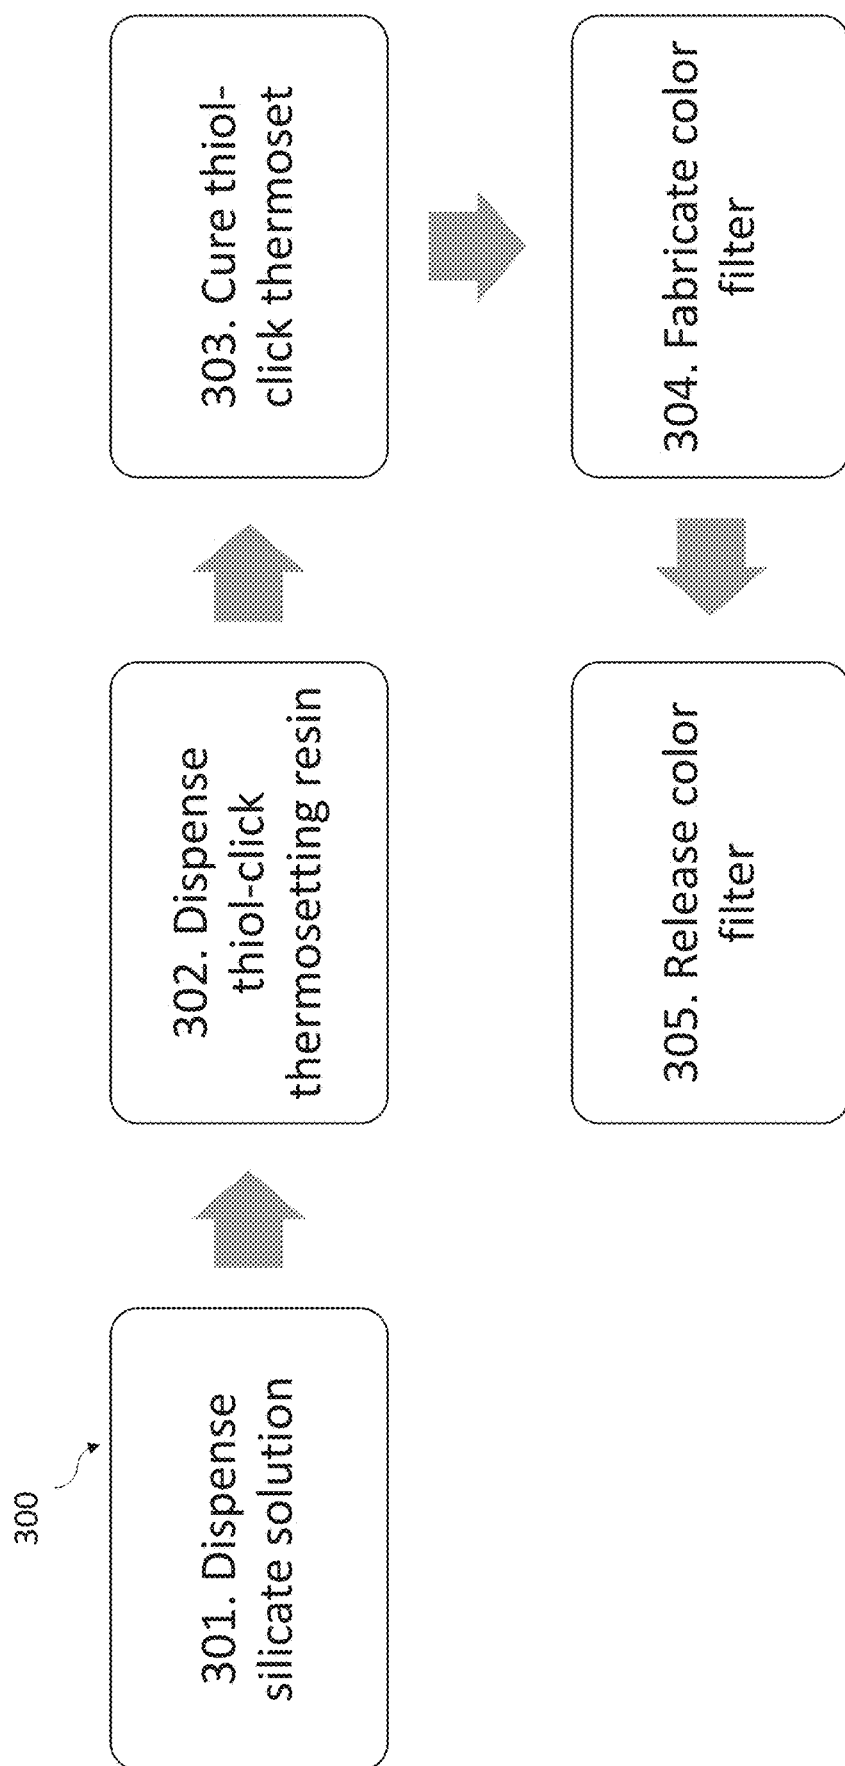 300
301. Dispense
silicate solution
302. Dispense
thiol-click
thermosetting resin
303. Cure thiol-
click thermoset
304. Fabricate color
filter
305. Release color
filter